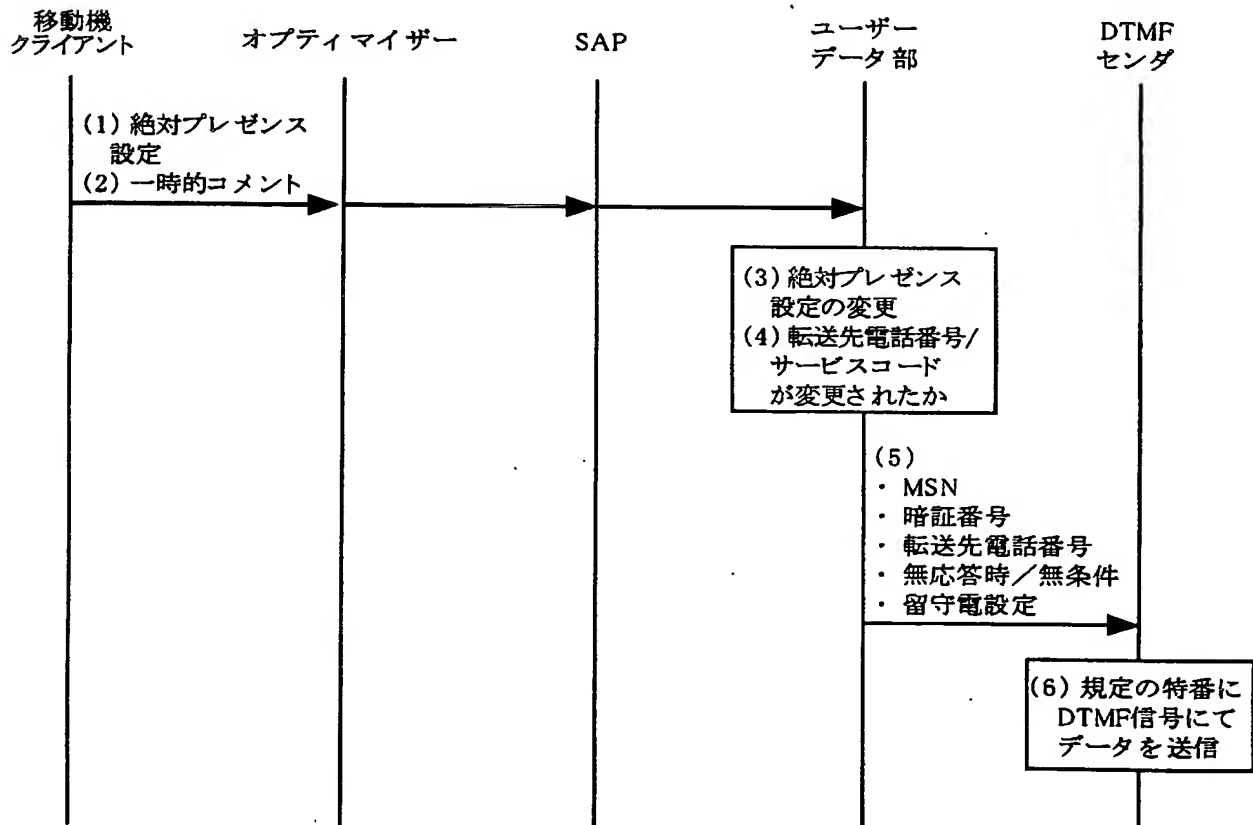 移動機
クライアント
オプティマイザー
SAP
ユーザー
データ部
DTMF
センダ
(1) 絶対プレゼンス
設定
(2) 一時的コメント
(3) 絶対プレゼンス
設定の変更
(4) 転送先電話番号/
サービスコード
が変更されたか
(5)
・ MSN
・ 暗証番号
・ 転送先電話番号
・ 無応答時／無条件
・ 留守電設定
(6) 規定の特番に
DTMF信号にて
データを送信